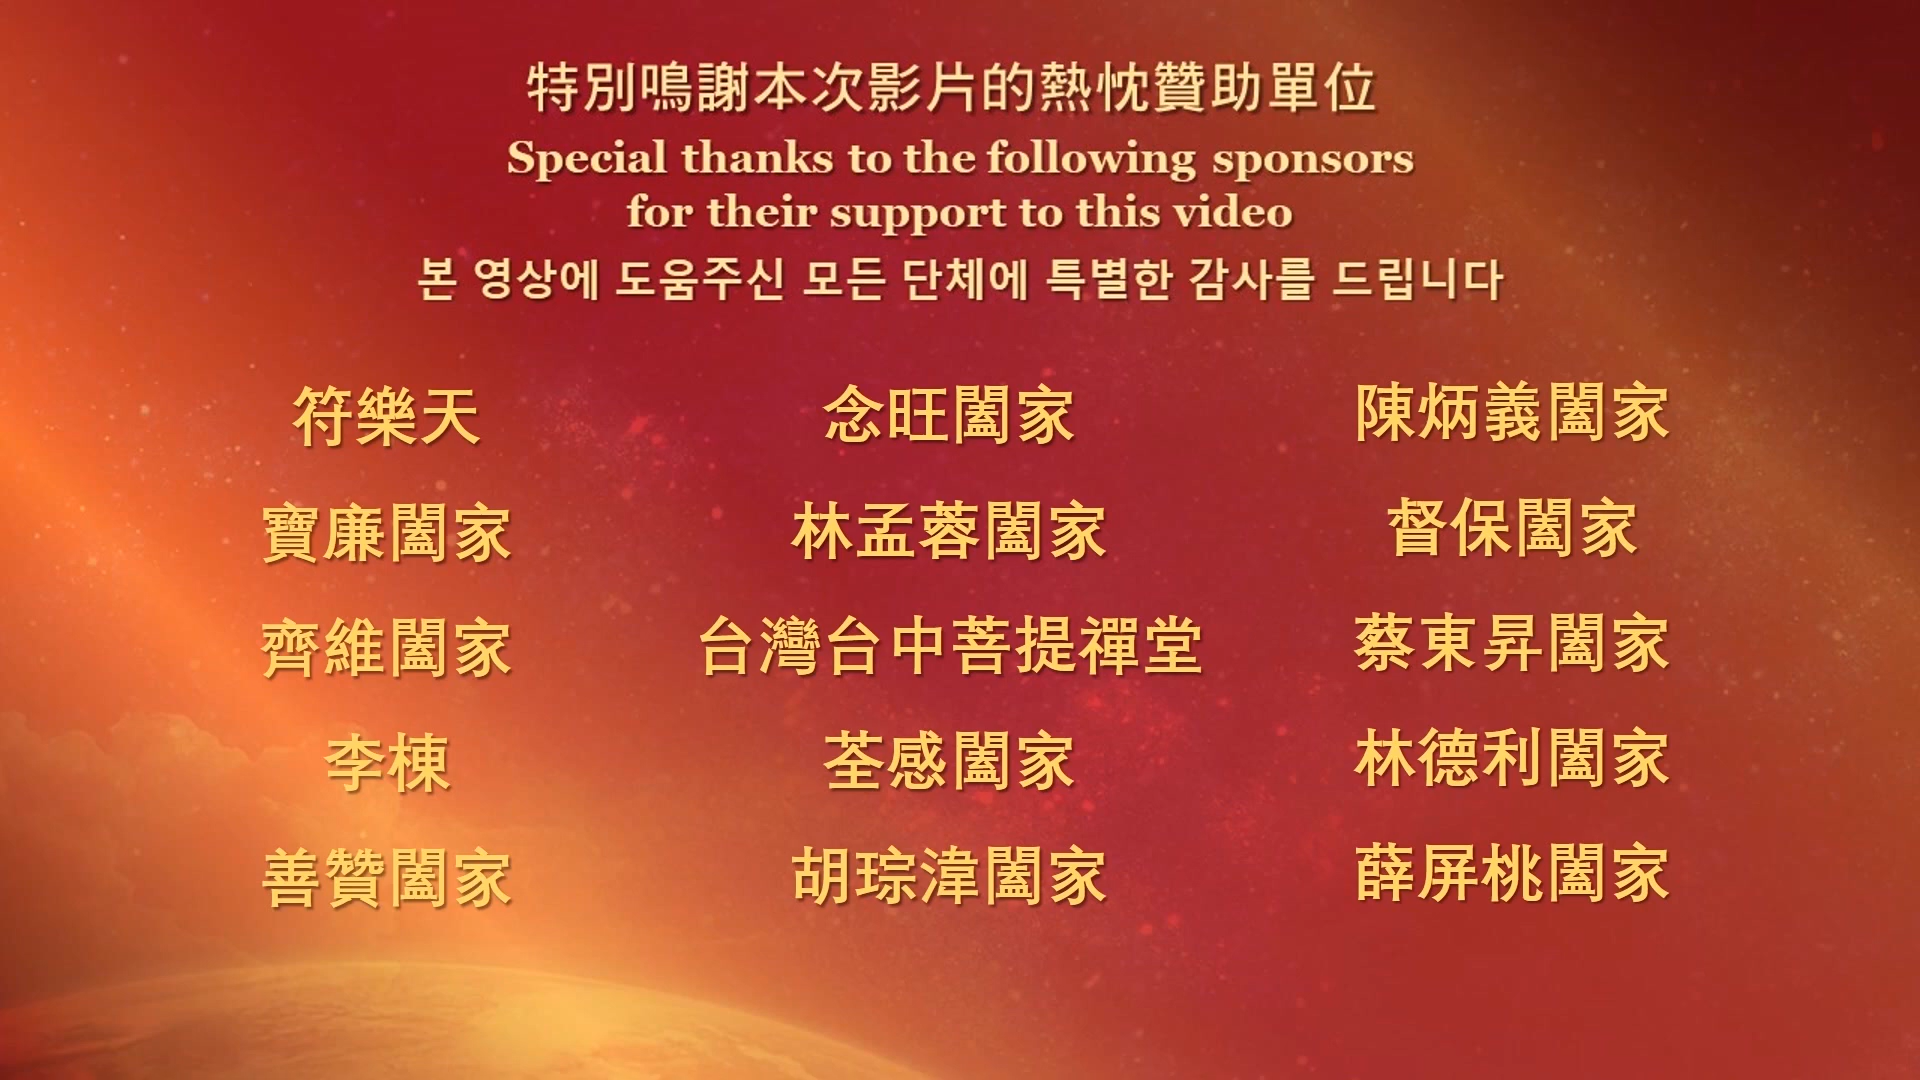 特別鳴謝本次影片的熱忱贊助單位
Special thanks to the following sponsors
for their support to this video
본 영상에 도움주신 모든 단체에 특별한 감사를 드립니다
符樂天 念旺闔家 陳炳義闔家
寶廉闔家 林孟蓉闔家 督保闔家
齊維闔家 台灣台中菩提禪堂 蔡東昇闔家
李棟 荃感闔家 林德利闔家
善贊闔家 胡琮湋闔家 薛屏桃闔家